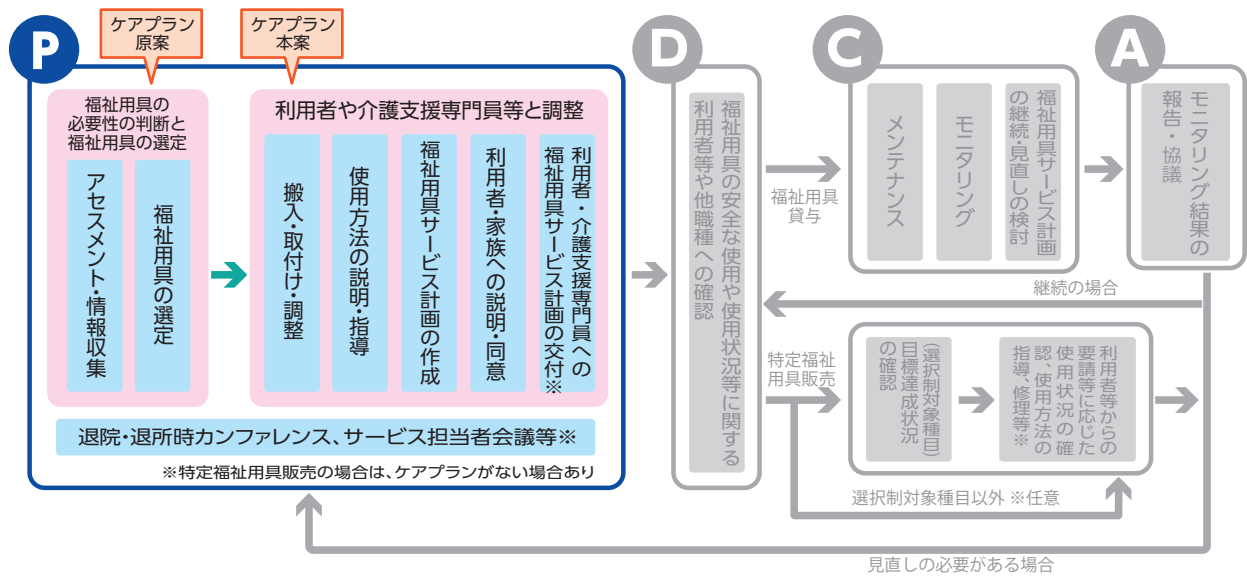 P
ケアプラン
原案
ケアプラン
本案
福祉用具の
必要性の判断と
福祉用具の選定
アセスメント・情報収集
福祉用具の選定
利用者や介護支援専門員等と調整
搬入・取付け・調整
使用方法の説明・指導
福祉用具サービス計画の作成
利用者・家族への説明・同意
利用者・介護支援専門員への
福祉用具サービス計画の交付※
退院・退所時カンファレンス、サービス担当者会議等※
※特定福祉用具販売の場合は、ケアプランがない場合あり
D
福祉用具の安全な使用や使用状況等に関する
利用者等や他職種への確認
福祉用具
貸与
特定福祉
用具販売
C
メンテナンス
モニタリング
福祉用具サービス計画
の継続・見直しの検討
A
モニタリング結果の
報告・協議
継続の場合
(選択制対象種目)
目標達成状況
の確認
利用者等からの
要請等に応じた
使用状況の確
認、使用方法の
指導、修理等※
選択制対象種目以外 ※任意
見直しの必要がある場合